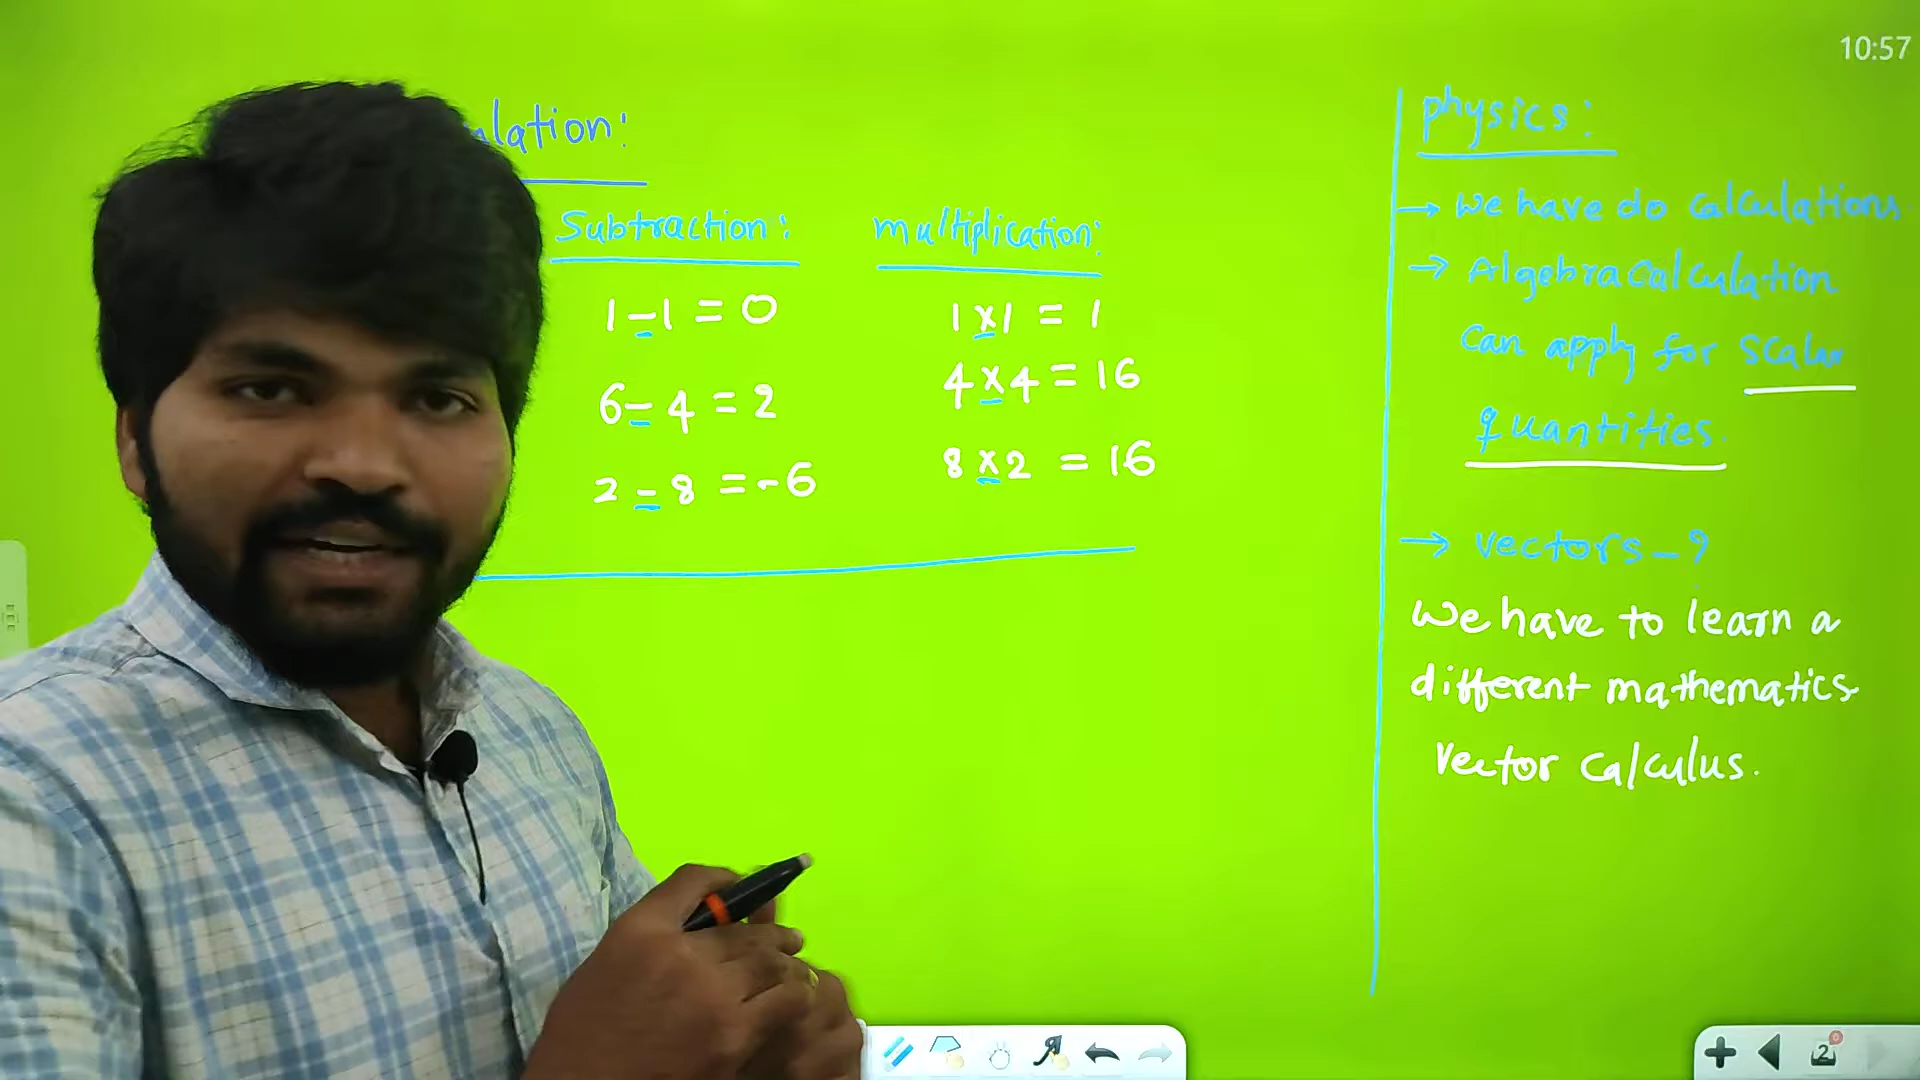 10:57
lation:
Subtraction:
1-1 = 0
6-4 = 2
2-8 = -6
multiplication:
1x1 = 1
4x4 = 16
8x2 = 16
physics:
→ We have do calculations.
→ Algebra Calculation
Can apply for Scalar
quantities.
→ Vectors-?
We have to learn a
different mathematics
Vector Calculus.
2